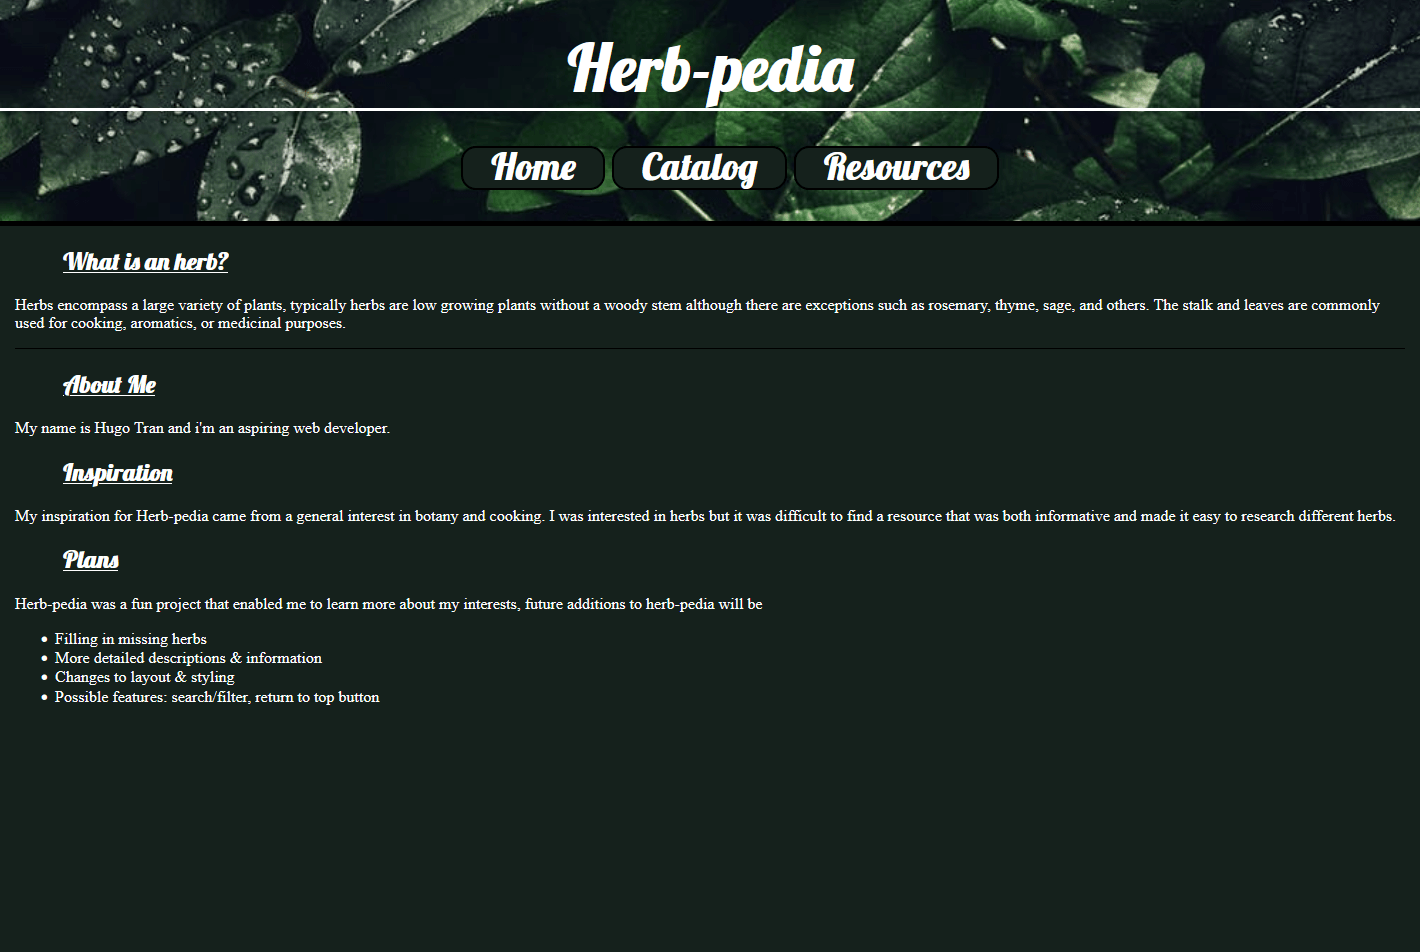 Herb-pedia
Home Catalog Resources
What is an herb?
Herbs encompass a large variety of plants, typically herbs are low growing plants without a woody stem although there are exceptions such as rosemary, thyme, sage, and others. The stalk and leaves are commonly
used for cooking, aromatics, or medicinal purposes.
About Me
My name is Hugo Tran and i'm an aspiring web developer.
Inspiration
My inspiration for Herb-pedia came from a general interest in botany and cooking. I was interested in herbs but it was difficult to find a resource that was both informative and made it easy to research different herbs.
Plans
Herb-pedia was a fun project that enabled me to learn more about my interests, future additions to herb-pedia will be
• Filling in missing herbs
• More detailed descriptions & information
• Changes to layout & styling
• Possible features: search/filter, return to top button